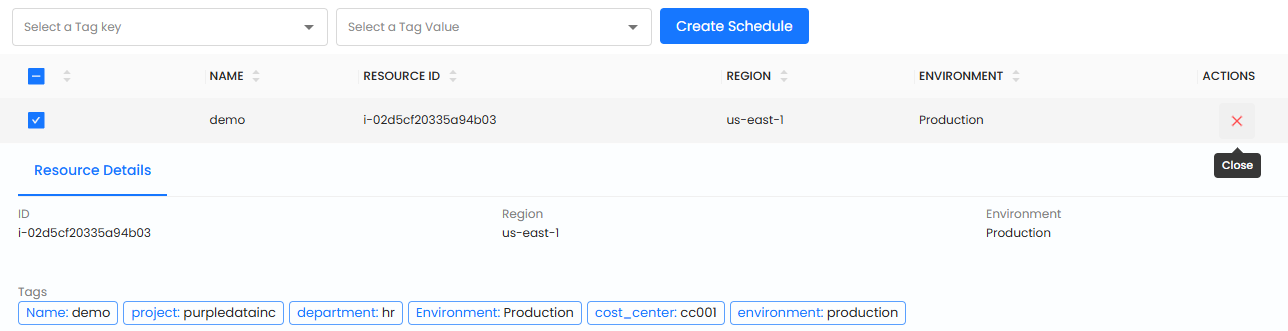 Select a Tag key Select a Tag Value Create Schedule
NAME RESOURCE ID REGION ENVIRONMENT ACTIONS
demo i-02d5cf20335a94b03 us-east-1 Production
Close
Resource Details
ID Region Environment
i-02d5cf20335a94b03 us-east-1 Production
Tags
Name: demo project: purpledatainc department: hr Environment: Production cost_center: cc001 environment: production